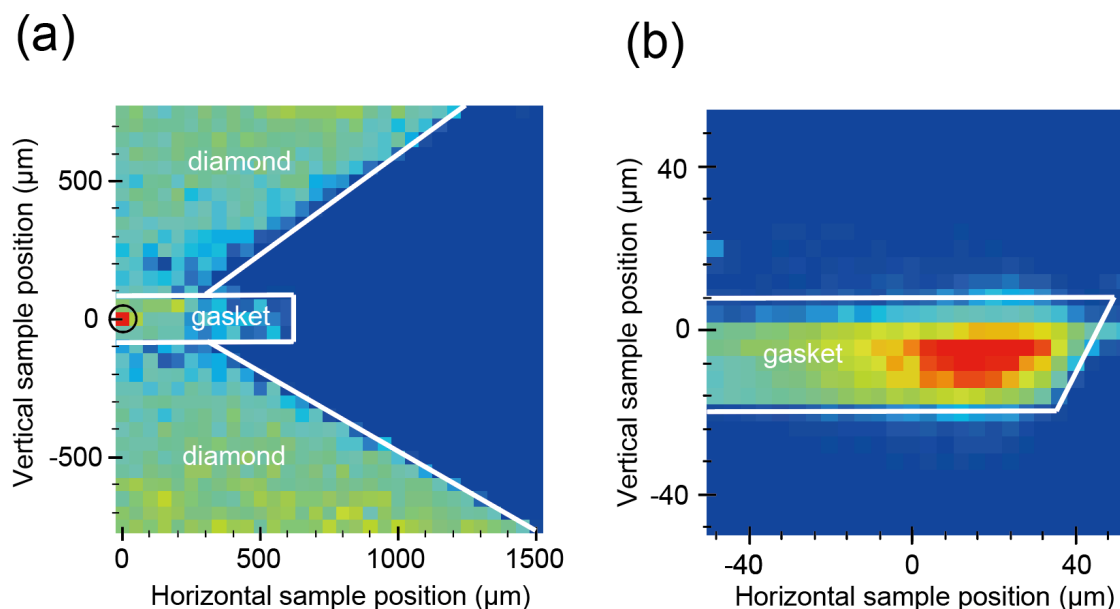 (a)
Vertical sample position (μm)
500
0
-500
diamond
gasket
diamond
0
500
1000
1500
Horizontal sample position (μm)
(b)
Vertical sample position (μm)
40
0
-40
gasket
-40
0
40
Horizontal sample position (μm)